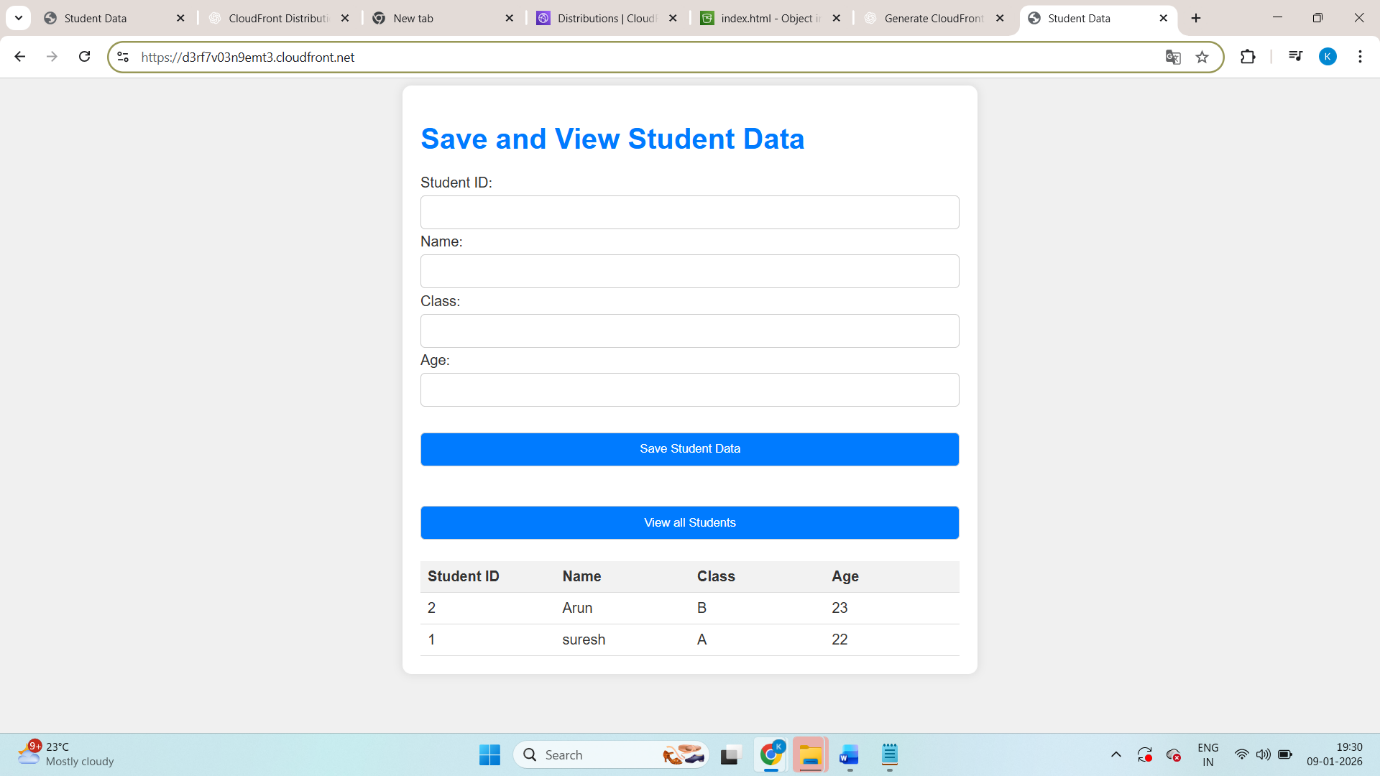 Student Data
CloudFront Distributi
New tab
Distributions | Cloud
index.html - Object in
Generate CloudFront
Student Data
https://d3rf7v03n9emt3.cloudfront.net
K
Save and View Student Data
Student ID:
Name:
Class:
Age:
Save Student Data
View all Students
Student ID Name Class Age
2 Arun B 23
1 suresh A 22
9+
23°C
Mostly cloudy
Search
K
ENG
IN
19:30
09-01-2026